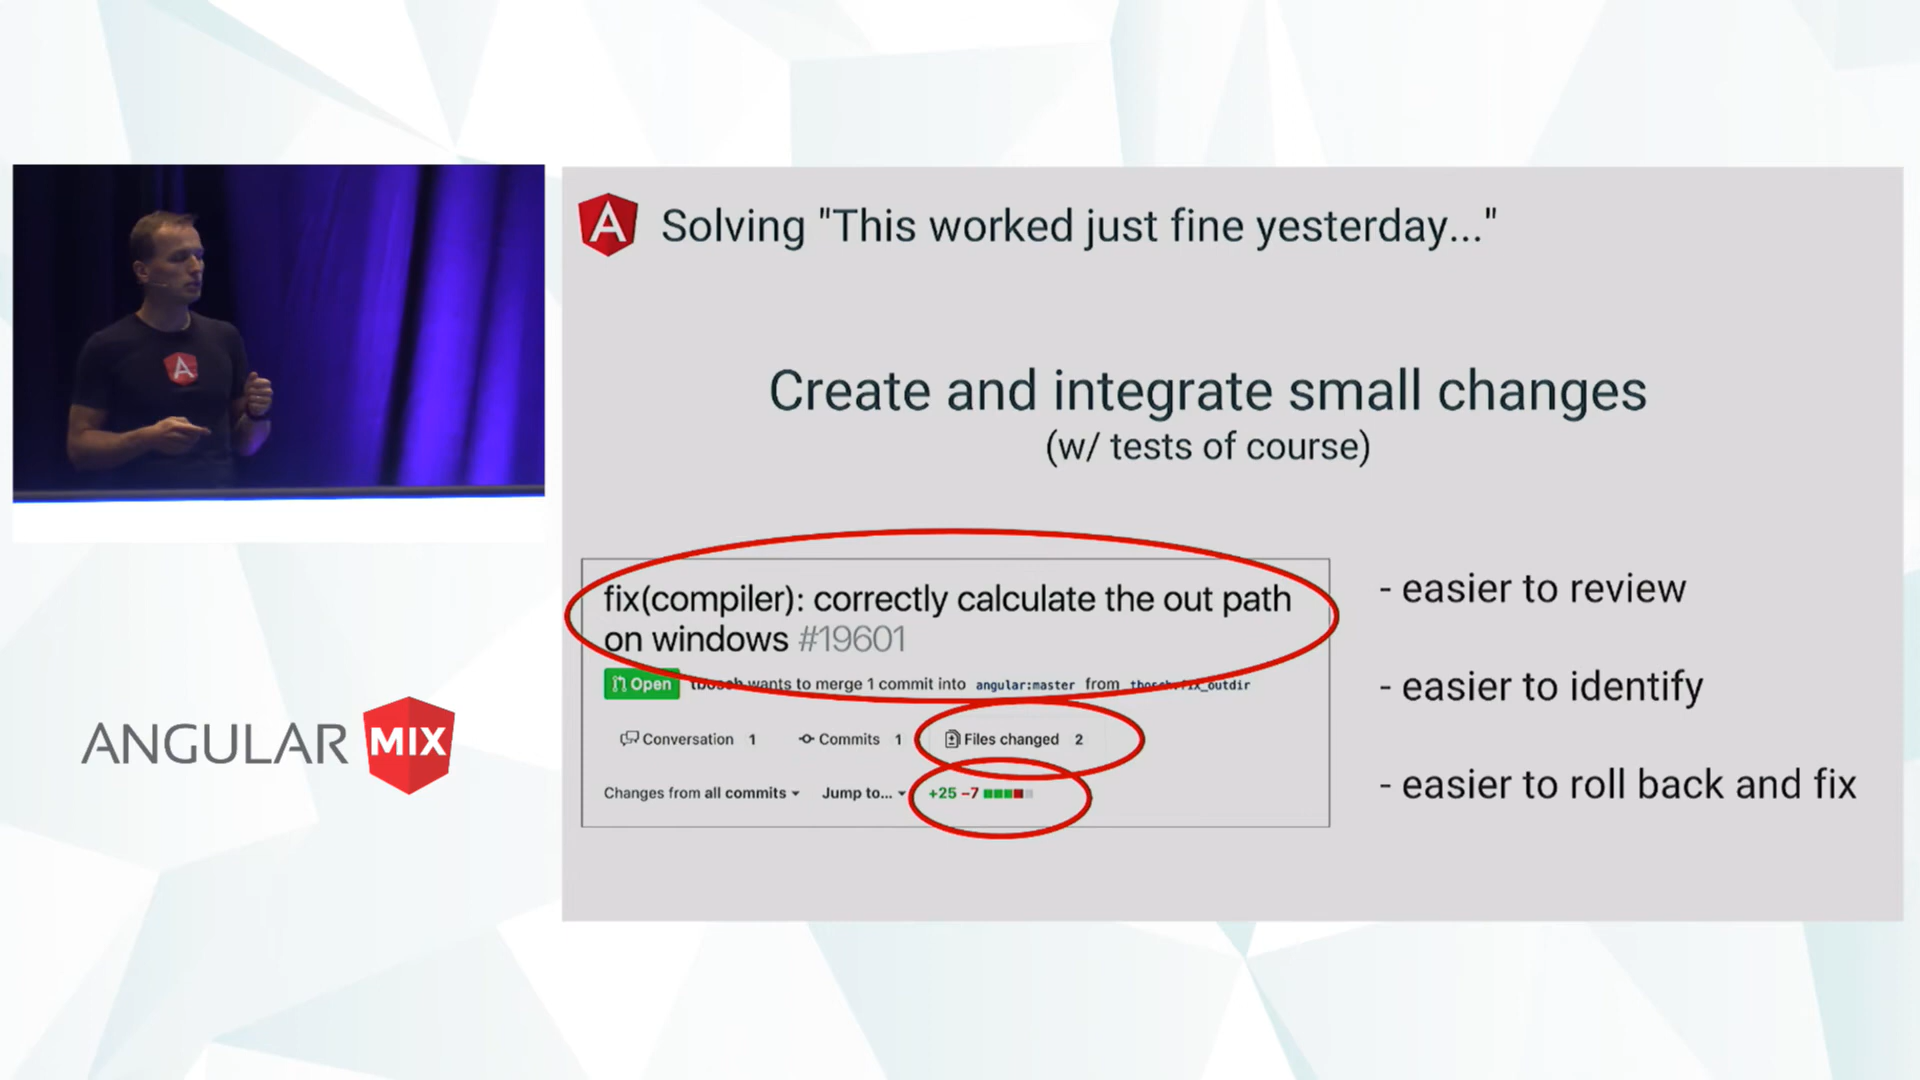 Solving "This worked just fine yesterday..."
Create and integrate small changes
(w/ tests of course)
fix(compiler): correctly calculate the out path
on windows #19601
Open tbosch wants to merge 1 commit into angular:master from tbosch:fix_outdir
Conversation 1 Commits 1 Files changed 2
Changes from all commits Jump to... +25 −7
- easier to review
- easier to identify
- easier to roll back and fix
ANGULAR MIX